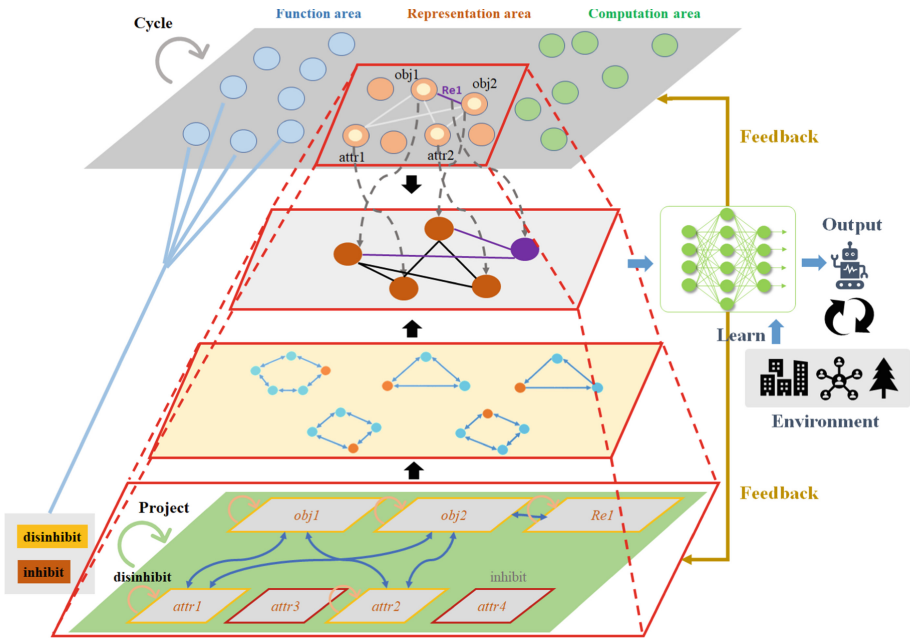 Function area
Representation area
Computation area
Cycle
obj1
Re1
obj2
attr1
attr2
Feedback
Output
Learn
Environment
Feedback
Project
obj1
obj2
Re1
disinhibit
inhibit
disinhibit
inhibit
attr1
attr3
attr2
attr4